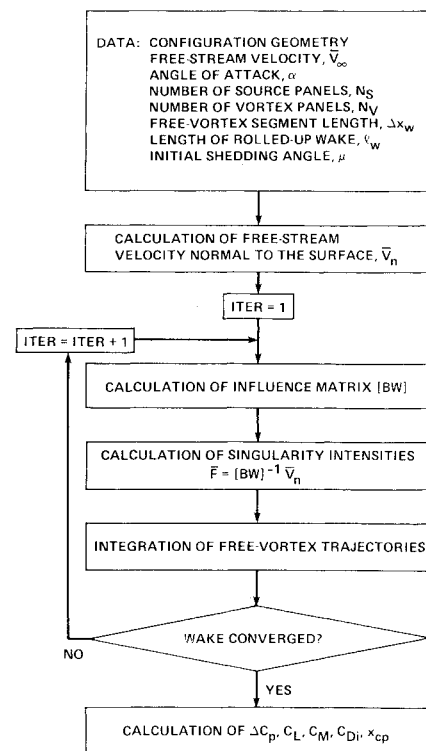 DATA: CONFIGURATION GEOMETRY
FREE-STREAM VELOCITY, V̅∞
ANGLE OF ATTACK, α
NUMBER OF SOURCE PANELS, NS
NUMBER OF VORTEX PANELS, NV
FREE-VORTEX SEGMENT LENGTH, Δxw
LENGTH OF ROLLED-UP WAKE, ℓw
INITIAL SHEDDING ANGLE, μ
CALCULATION OF FREE-STREAM
VELOCITY NORMAL TO THE SURFACE, V̅n
ITER = 1
ITER = ITER + 1
CALCULATION OF INFLUENCE MATRIX [BW]
CALCULATION OF SINGULARITY INTENSITIES
F̅ = [BW]⁻¹ V̅n
INTEGRATION OF FREE-VORTEX TRAJECTORIES
WAKE CONVERGED?
NO
YES
CALCULATION OF ΔCp, CL, CM, CDi, xcp